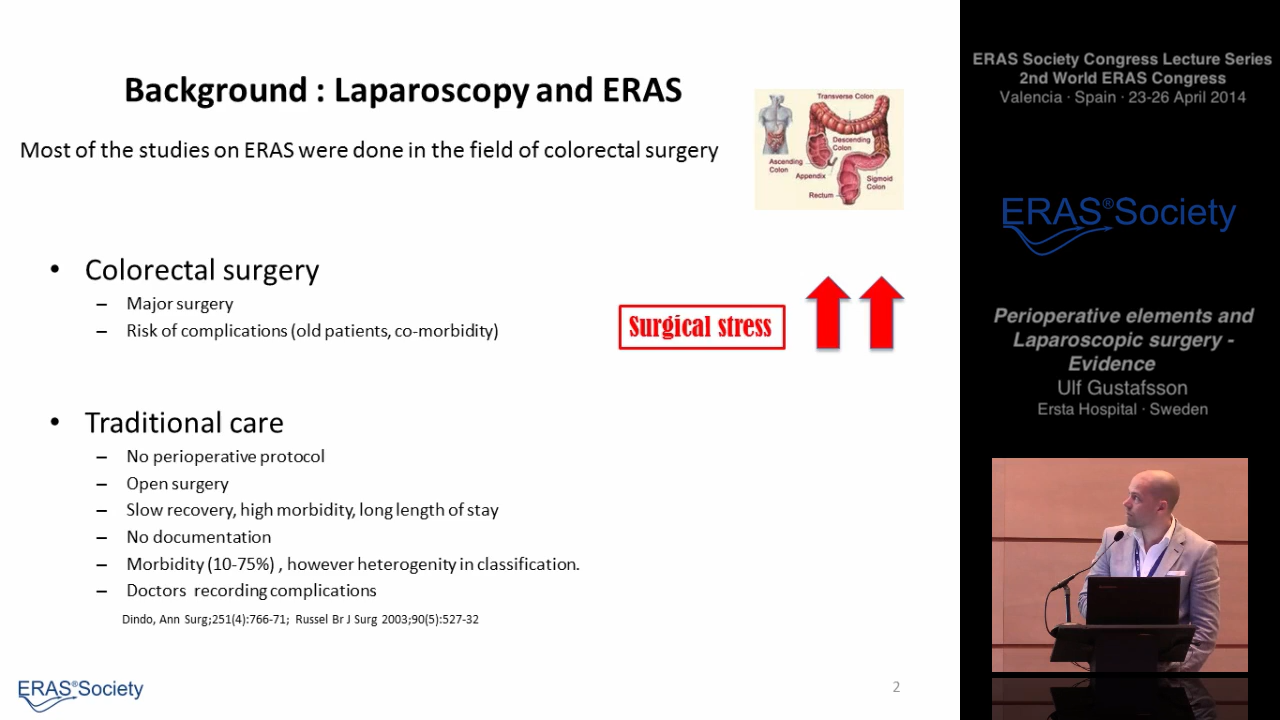 Background : Laparoscopy and ERAS
Most of the studies on ERAS were done in the field of colorectal surgery
Transverse Colon
Descending
Colon
Ascending
Colon
Appendix
Sigmoid
Colon
Rectum
• Colorectal surgery
– Major surgery
– Risk of complications (old patients, co-morbidity)
Surgical stress
• Traditional care
– No perioperative protocol
– Open surgery
– Slow recovery, high morbidity, long length of stay
– No documentation
– Morbidity (10-75%) , however heterogenity in classification.
– Doctors recording complications
Dindo, Ann Surg;251(4):766-71; Russel Br J Surg 2003;90(5):527-32
ERAS®Society
2
ERAS Society Congress Lecture Series
2nd World ERAS Congress
Valencia · Spain · 23-26 April 2014
ERAS®Society
Perioperative elements and
Laparoscopic surgery -
Evidence
Ulf Gustafsson
Ersta Hospital · Sweden